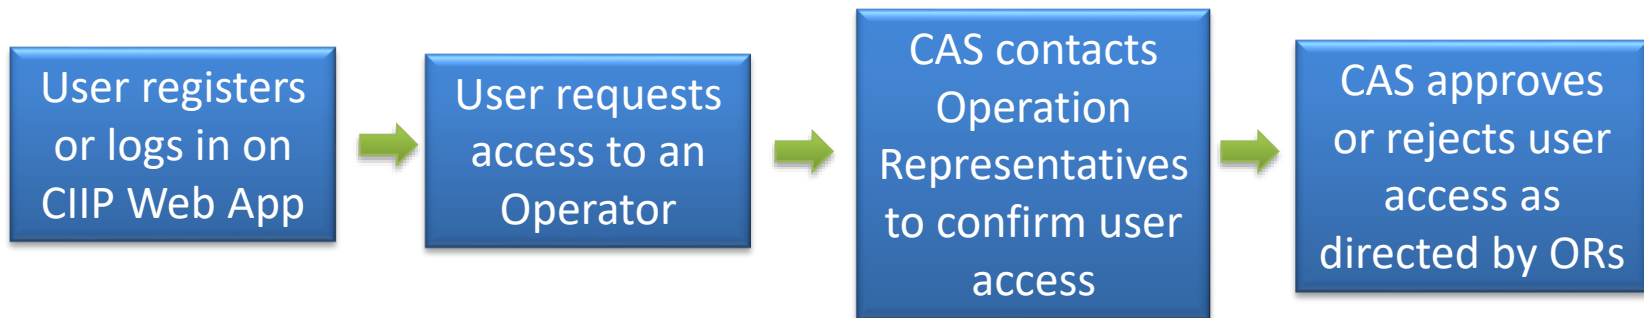 User registers
or logs in on
CIIP Web App
User requests
access to an
Operator
CAS contacts
Operation
Representatives
to confirm user
access
CAS approves
or rejects user
access as
directed by ORs